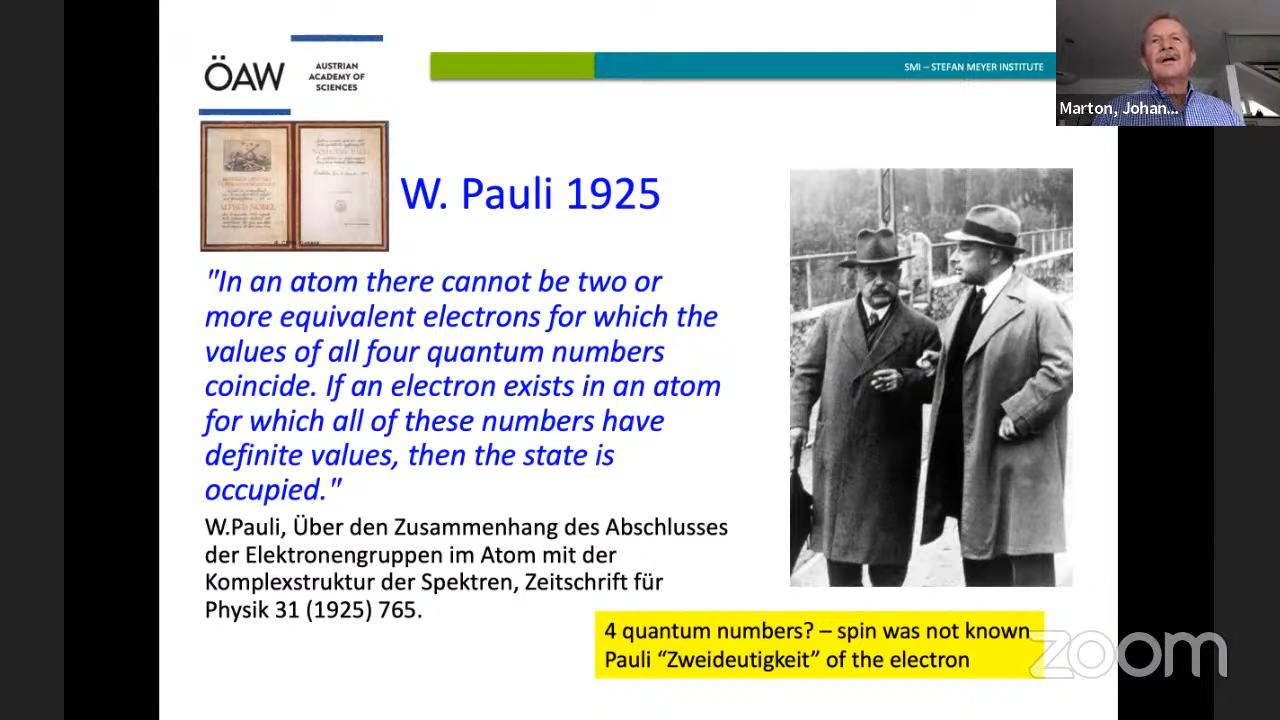 ÖAW
AUSTRIAN
ACADEMY OF
SCIENCES
SMI – STEFAN MEYER INSTITUTE
Marton, Johan...
W. Pauli 1925
ALFRED NOBEL
"In an atom there cannot be two or
more equivalent electrons for which the
values of all four quantum numbers
coincide. If an electron exists in an atom
for which all of these numbers have
definite values, then the state is
occupied."
W.Pauli, Über den Zusammenhang des Abschlusses
der Elektronengruppen im Atom mit der
Komplexstruktur der Spektren, Zeitschrift für
Physik 31 (1925) 765.
4 quantum numbers? – spin was not known
Pauli “Zweideutigkeit” of the electron
zoom